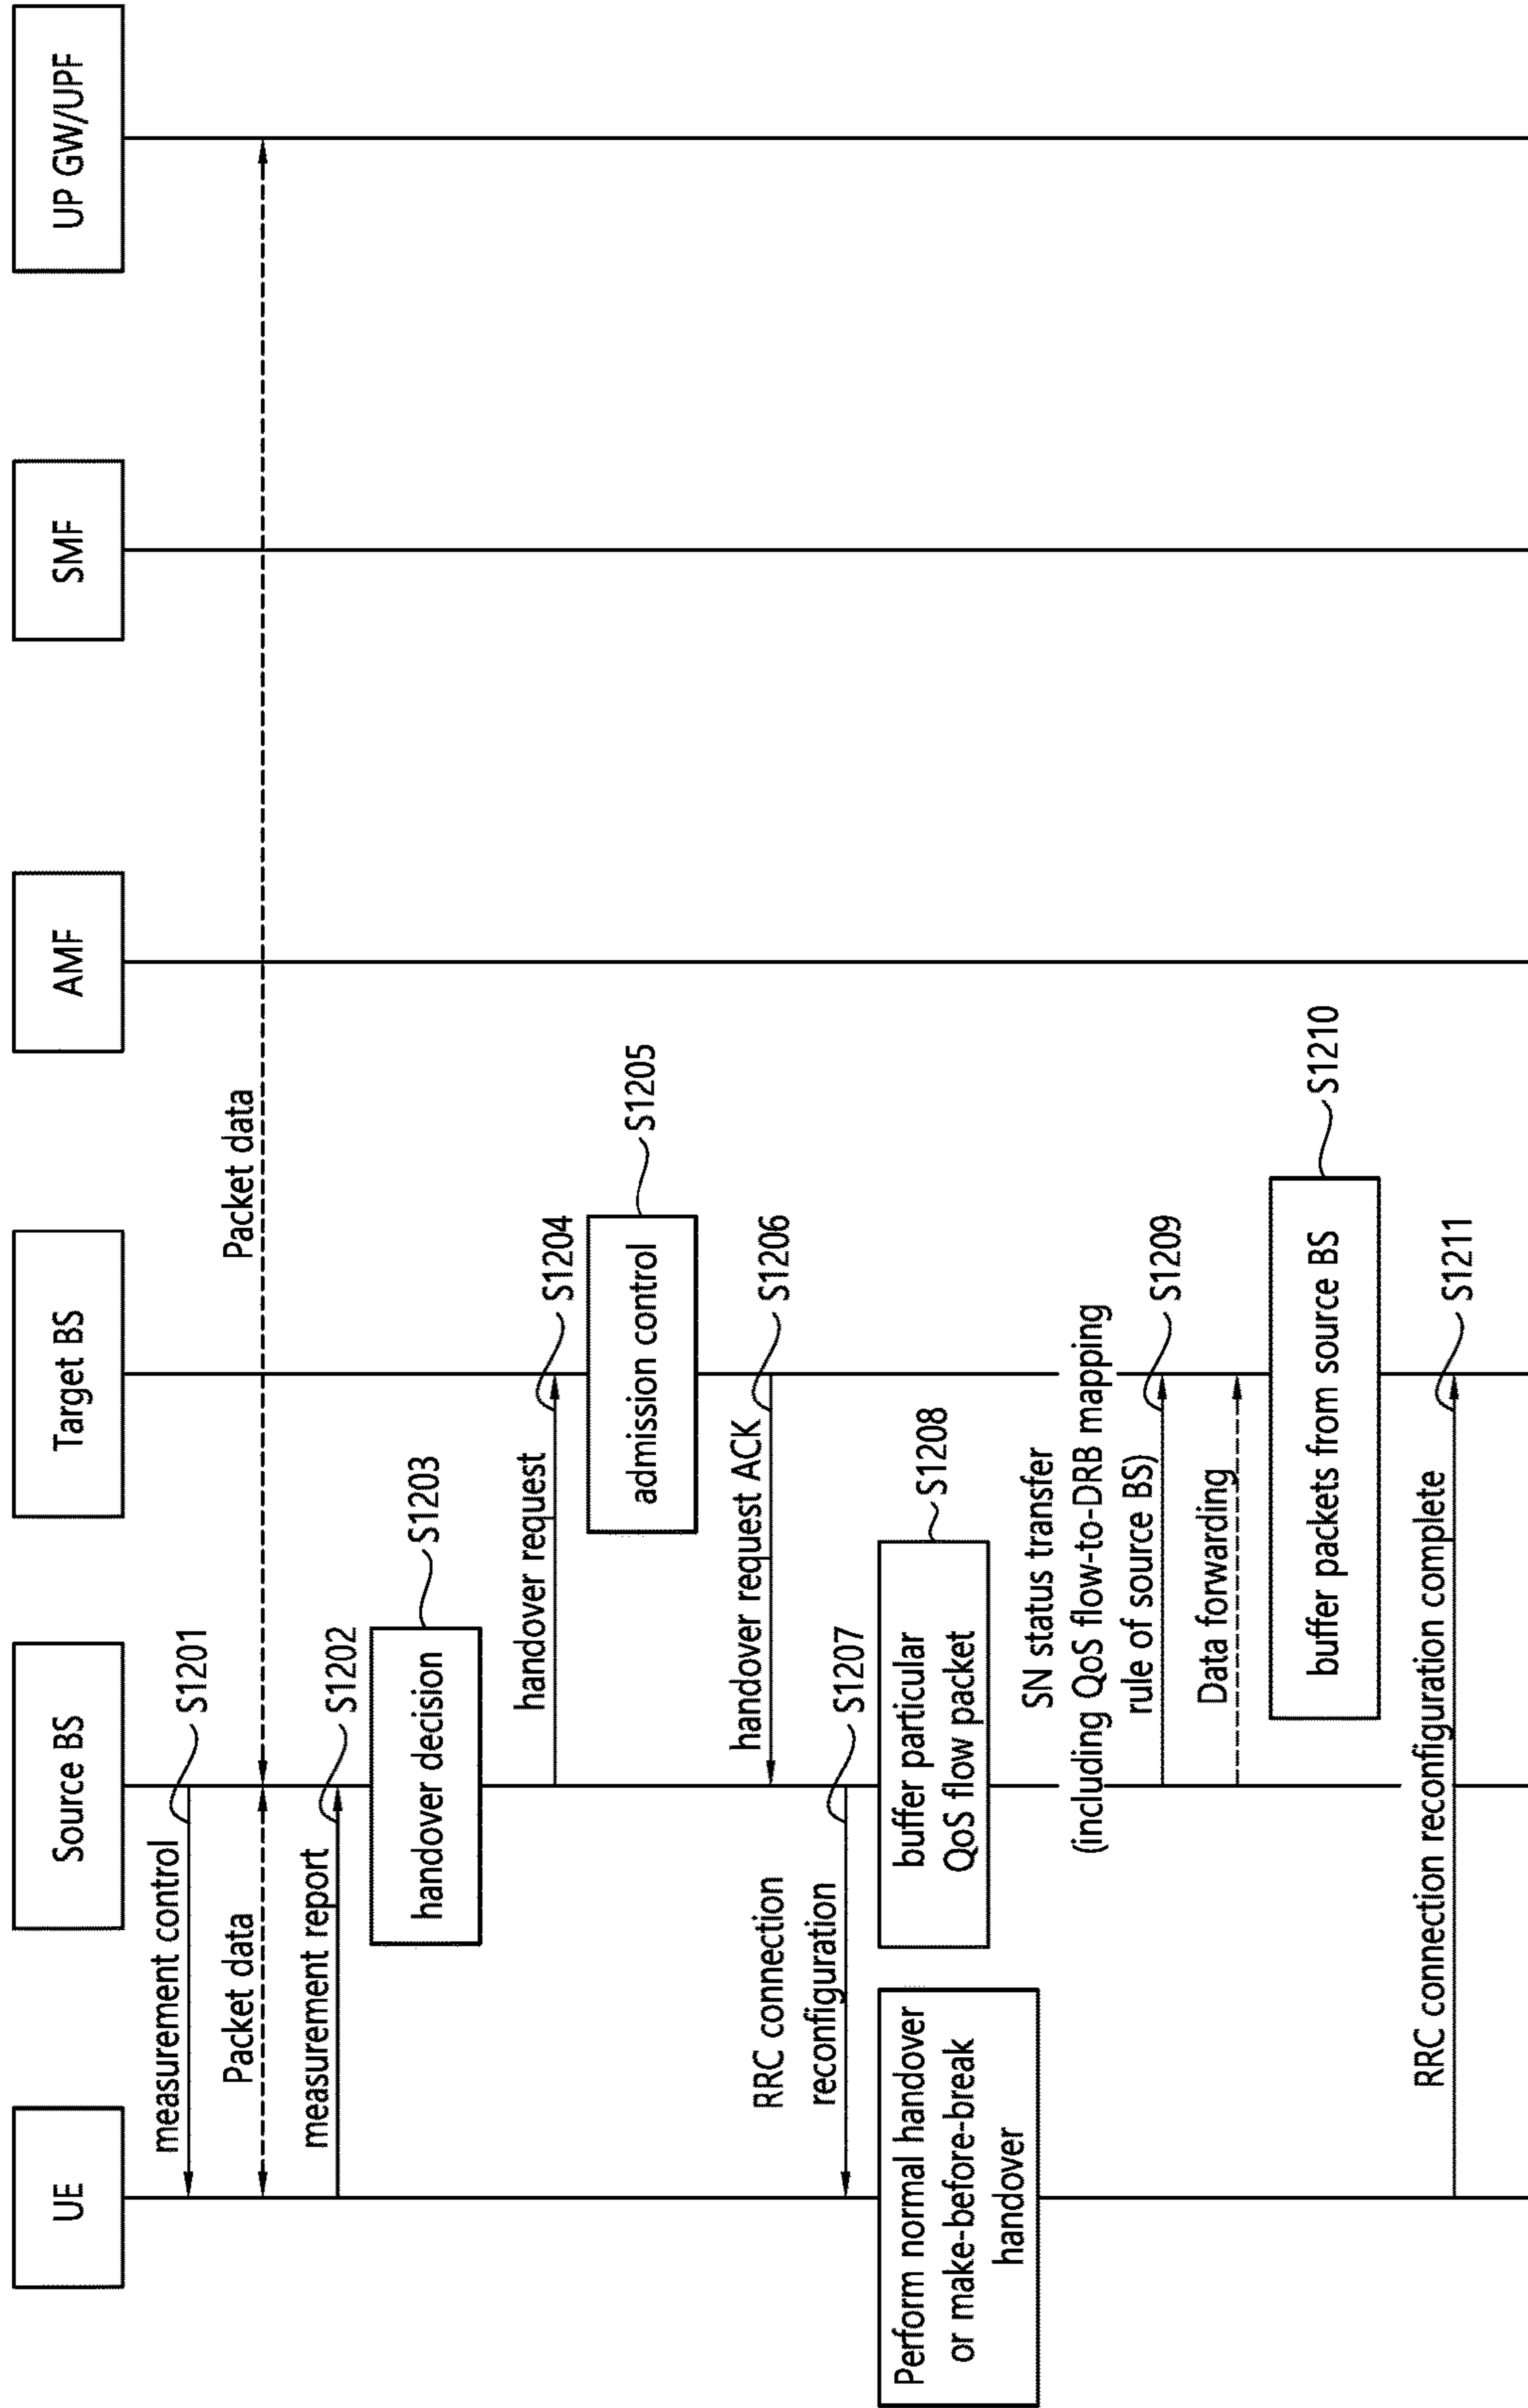 UE
Source BS
Target BS
AMF
SMF
UP GW/UPF
measurement control
S1201
Packet data
Packet data
measurement report
S1202
handover decision
S1203
handover request
S1204
admission control
S1205
handover request ACK
S1206
RRC connection
reconfiguration
S1207
Perform normal handover
or make-before-break
handover
buffer particular
QoS flow packet
S1208
SN status transfer
(including QoS flow-to-DRB mapping
rule of source BS)
S1209
Data forwarding
buffer packets from source BS
S1210
RRC connection reconfiguration complete
S1211